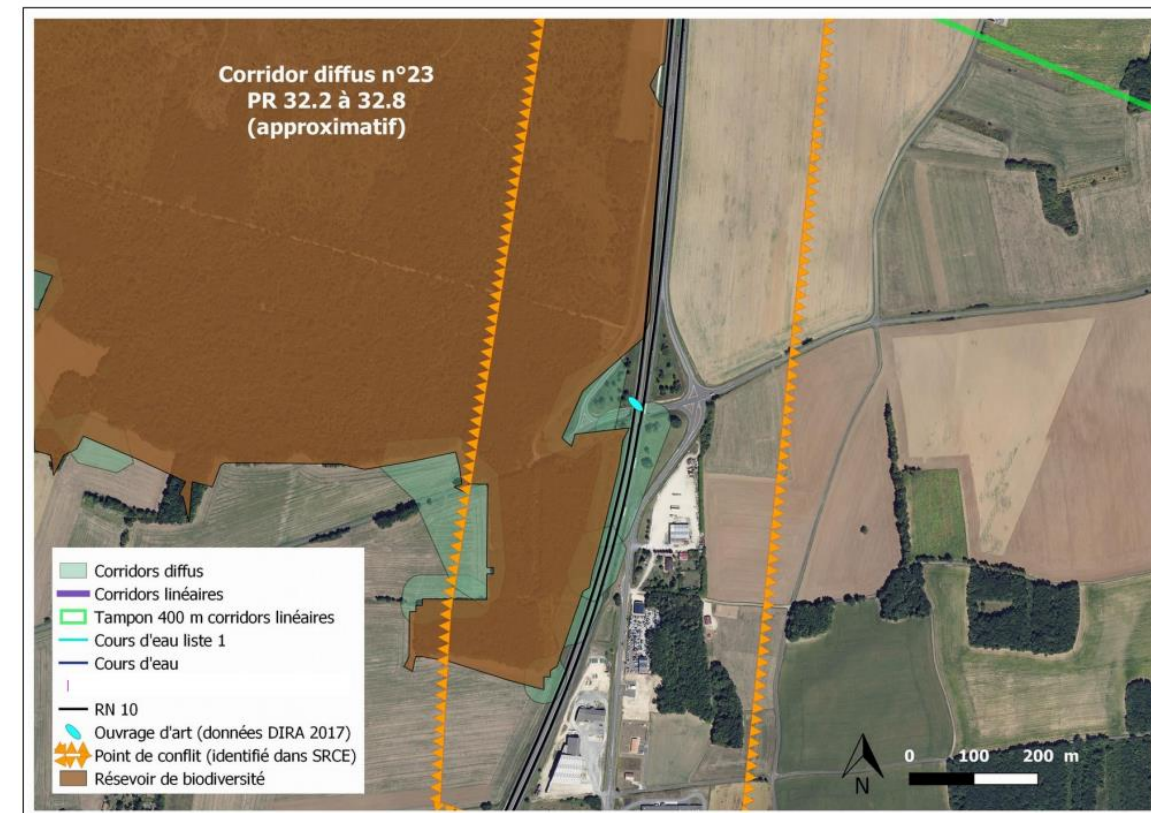 Corridor diffus n°23
PR 32.2 à 32.8
(approximatif)
Corridors diffus
Corridors linéaires
Tampon 400 m corridors linéaires
Cours d'eau liste 1
Cours d'eau
RN 10
Ouvrage d'art (données DIRA 2017)
Point de conflit (identifié dans SRCE)
Résevoir de biodiversité
N
0 100 200 m